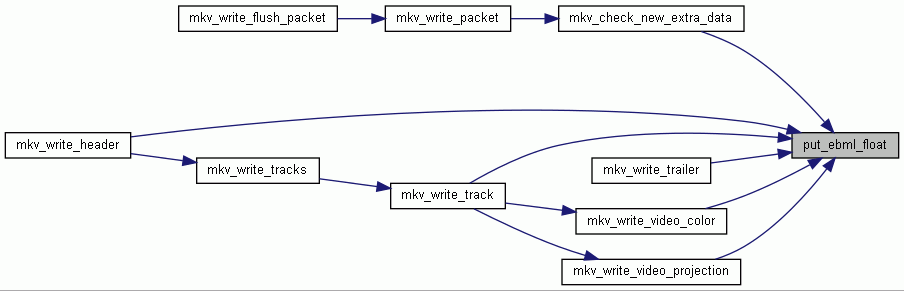 mkv_write_flush_packet
mkv_write_packet
mkv_check_new_extra_data
mkv_write_header
put_ebml_float
mkv_write_tracks
mkv_write_trailer
mkv_write_track
mkv_write_video_color
mkv_write_video_projection